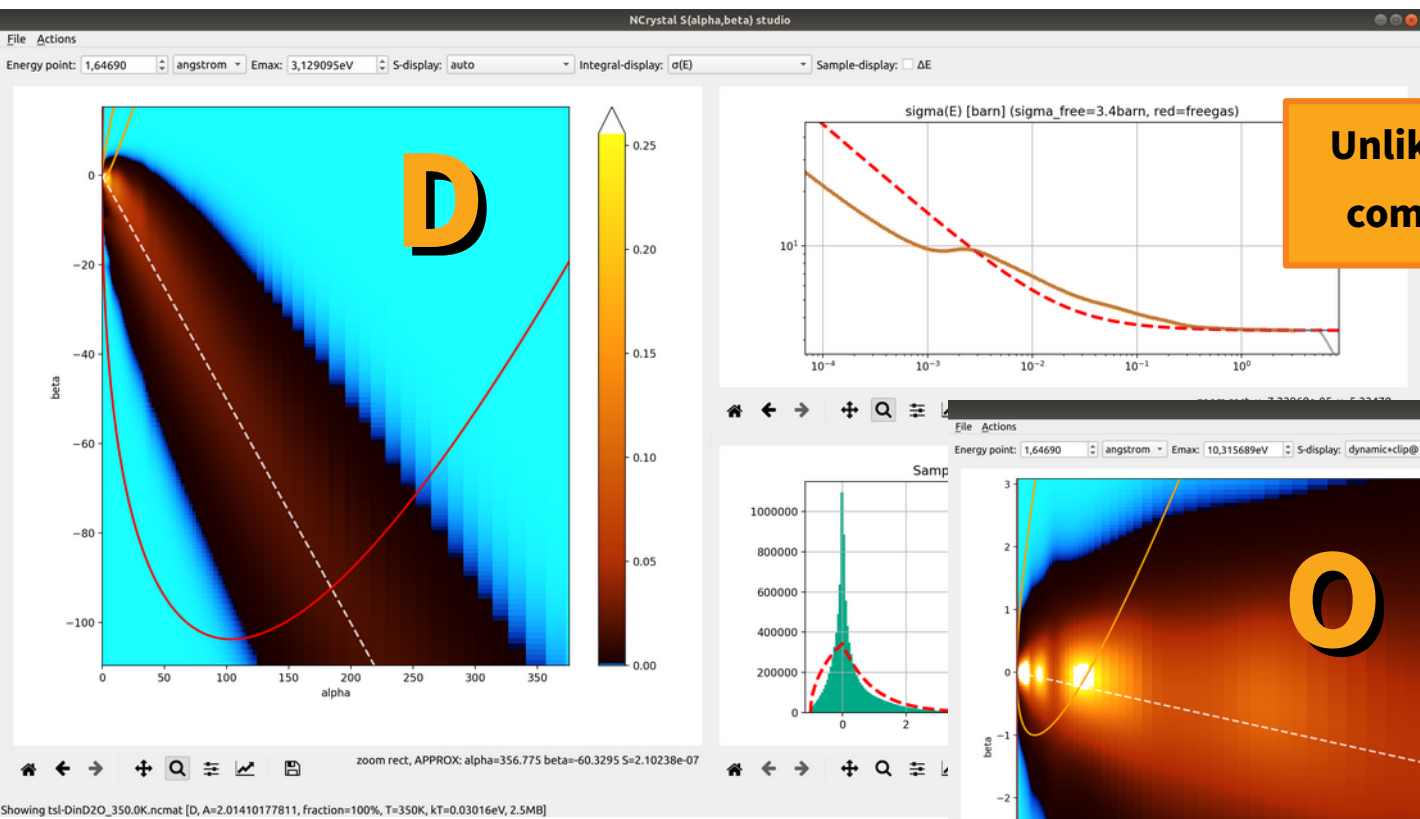 NCrystal S(alpha,beta) studio
File Actions
Energy point: 1,64690 angstrom Emax: 3,129095eV S-display: auto Integral-display: σ(E) Sample-display: ΔE
D
0
−20
−40
−60
−80
−100
beta
0 50 100 150 200 250 300 350
alpha
0.25
0.20
0.15
0.10
0.05
0.00
zoom rect, APPROX: alpha=356.775 beta=-60.3295 S=2.10238e-07
Showing tsl-DinD2O_350.0K.ncmat [D, A=2.01410177811, fraction=100%, T=350K, kT=0.03016eV, 2.5MB]
sigma(E) [barn] (sigma_free=3.4barn, red=freegas)
10¹
10⁻⁴ 10⁻³ 10⁻² 10⁻¹ 10⁰
Samp
1000000
800000
600000
400000
200000
0
0 2
File Actions
Energy point: 1,64690 angstrom Emax: 10,315689eV S-display: dynamic+clip@
O
3
2
1
0
−1
−2
beta